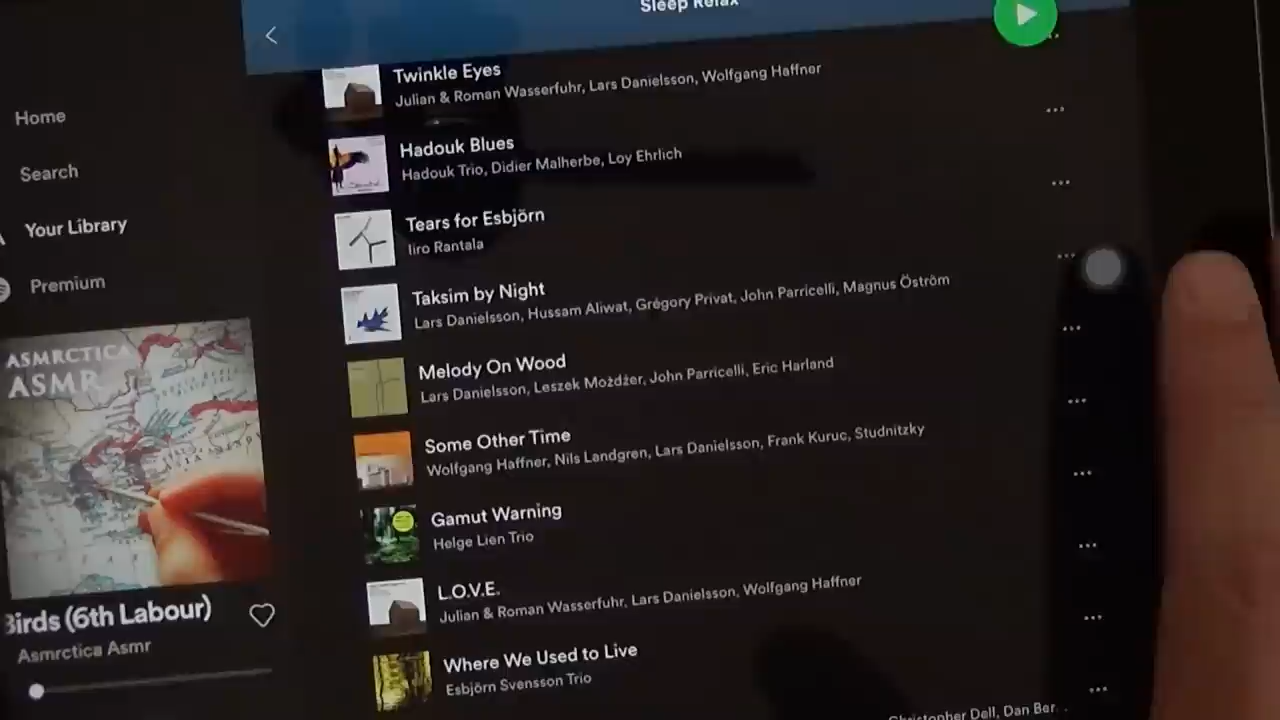 Sleep Relax
Home
Search
Your Library
Premium
ASMRCTICA
ASMR
Birds (6th Labour)
Asmrctica Asmr
Twinkle Eyes
Julian & Roman Wasserfuhr, Lars Danielsson, Wolfgang Haffner
Hadouk Blues
Hadouk Trio, Didier Malherbe, Loy Ehrlich
Tears for Esbjörn
Iiro Rantala
Taksim by Night
Lars Danielsson, Hussam Aliwat, Grégory Privat, John Parricelli, Magnus Öström
Melody On Wood
Lars Danielsson, Leszek Możdżer, John Parricelli, Eric Harland
Some Other Time
Wolfgang Haffner, Nils Landgren, Lars Danielsson, Frank Kuruc, Studnitzky
Gamut Warning
Helge Lien Trio
L.O.V.E.
Julian & Roman Wasserfuhr, Lars Danielsson, Wolfgang Haffner
Where We Used to Live
Esbjörn Svensson Trio
Christopher Dell, Dan Ber...